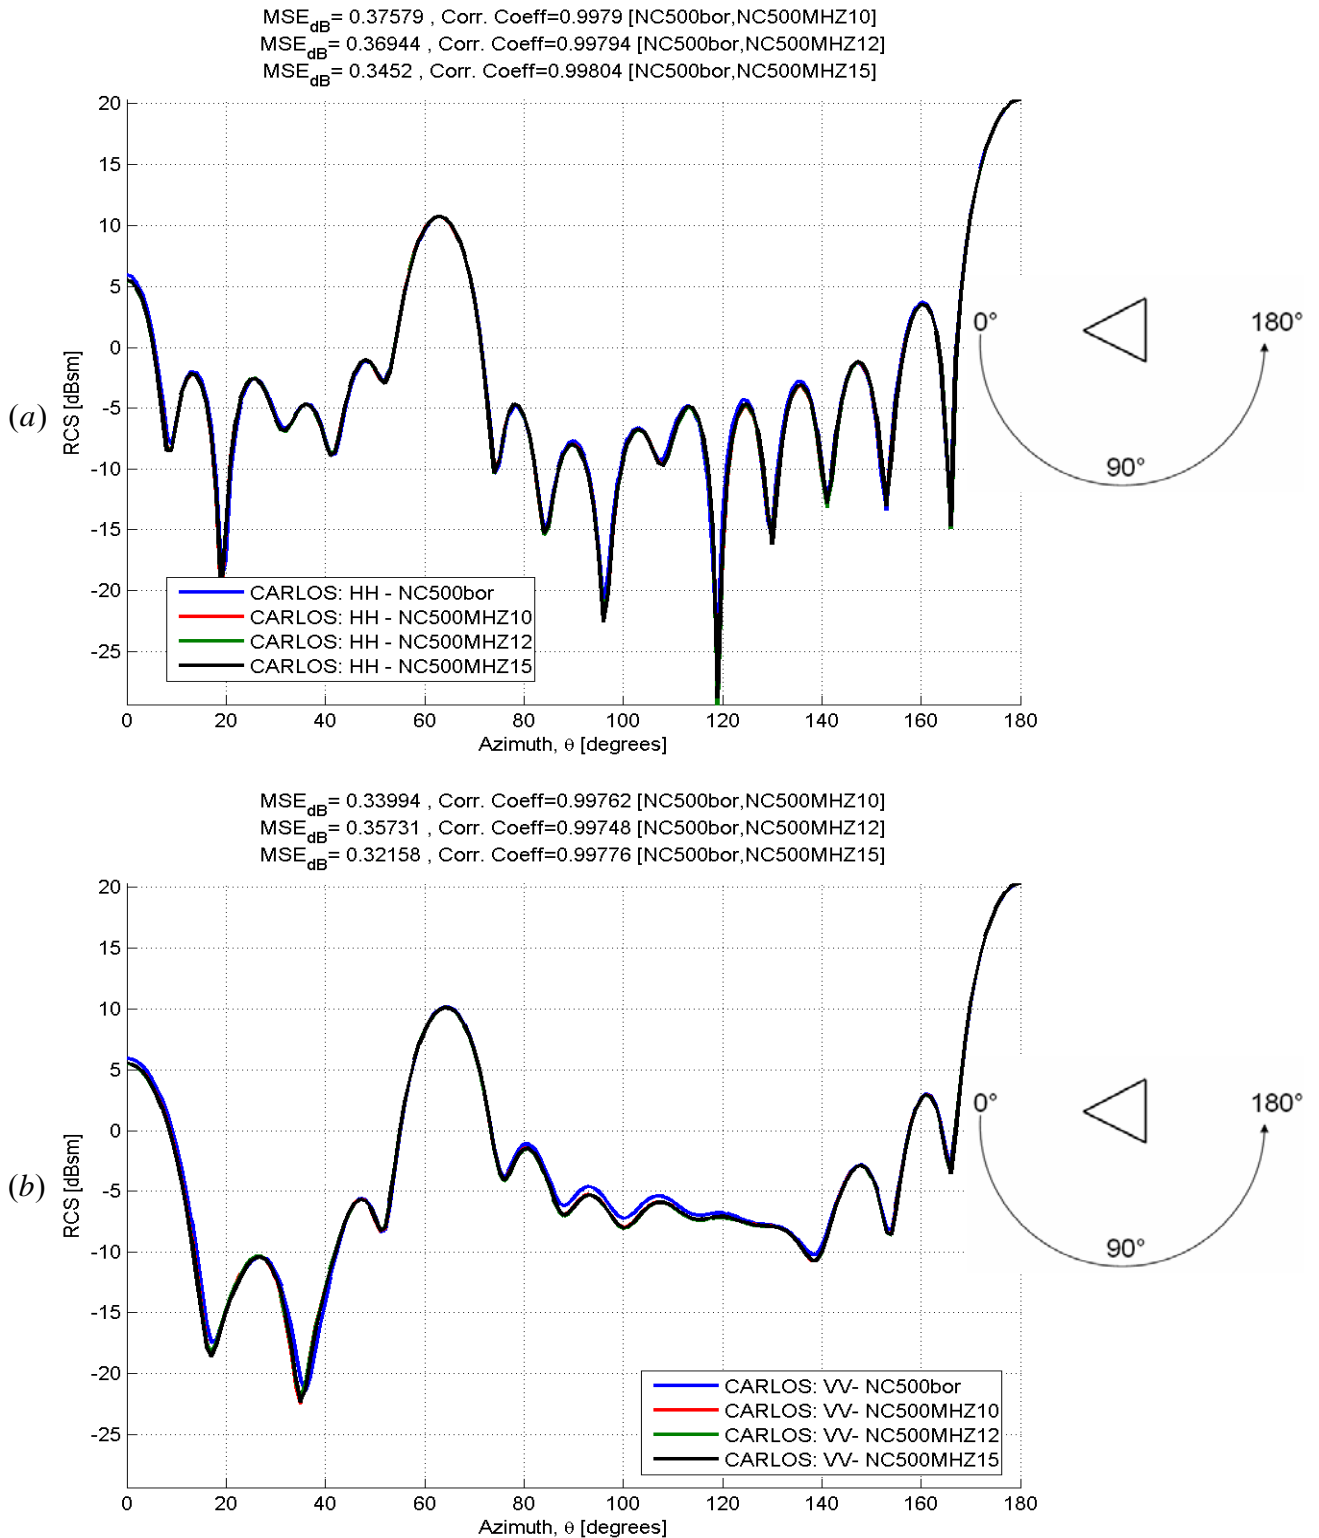 MSEdB= 0.37579 , Corr. Coeff=0.9979 [NC500bor,NC500MHZ10]
MSEdB= 0.36944 , Corr. Coeff=0.99794 [NC500bor,NC500MHZ12]
MSEdB= 0.3452 , Corr. Coeff=0.99804 [NC500bor,NC500MHZ15]
20
15
10
5
0
-5
-10
-15
-20
-25
RCS [dBsm]
(a)
CARLOS: HH - NC500bor
CARLOS: HH - NC500MHZ10
CARLOS: HH - NC500MHZ12
CARLOS: HH - NC500MHZ15
0 20 40 60 80 100 120 140 160 180
Azimuth, θ [degrees]
0° 180°
90°
MSEdB= 0.33994 , Corr. Coeff=0.99762 [NC500bor,NC500MHZ10]
MSEdB= 0.35731 , Corr. Coeff=0.99748 [NC500bor,NC500MHZ12]
MSEdB= 0.32158 , Corr. Coeff=0.99776 [NC500bor,NC500MHZ15]
20
15
10
5
0
-5
-10
-15
-20
-25
RCS [dBsm]
(b)
CARLOS: VV- NC500bor
CARLOS: VV- NC500MHZ10
CARLOS: VV- NC500MHZ12
CARLOS: VV- NC500MHZ15
0 20 40 60 80 100 120 140 160 180
Azimuth, θ [degrees]
0° 180°
90°